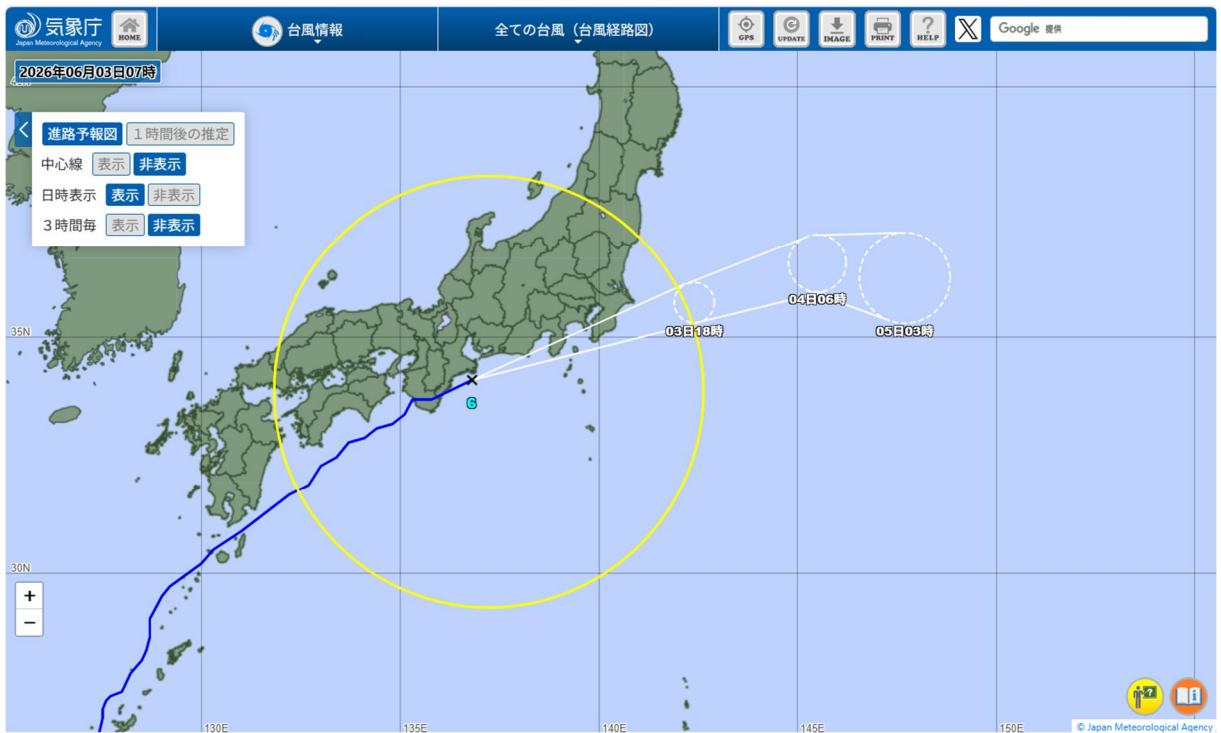 気象庁
Japan Meteorological Agency
HOME
台風情報
全ての台風（台風経路図）
GPS
UPDATE
IMAGE
PRINT
HELP
X
Google 提供
2026年06月03日07時
進路予報図 １時間後の推定
中心線 表示 非表示
日時表示 表示 非表示
３時間毎 表示 非表示
04日06時
03日18時
05日03時
35N
6
30N
+
−
130E
135E
140E
145E
150E
© Japan Meteorological Agency